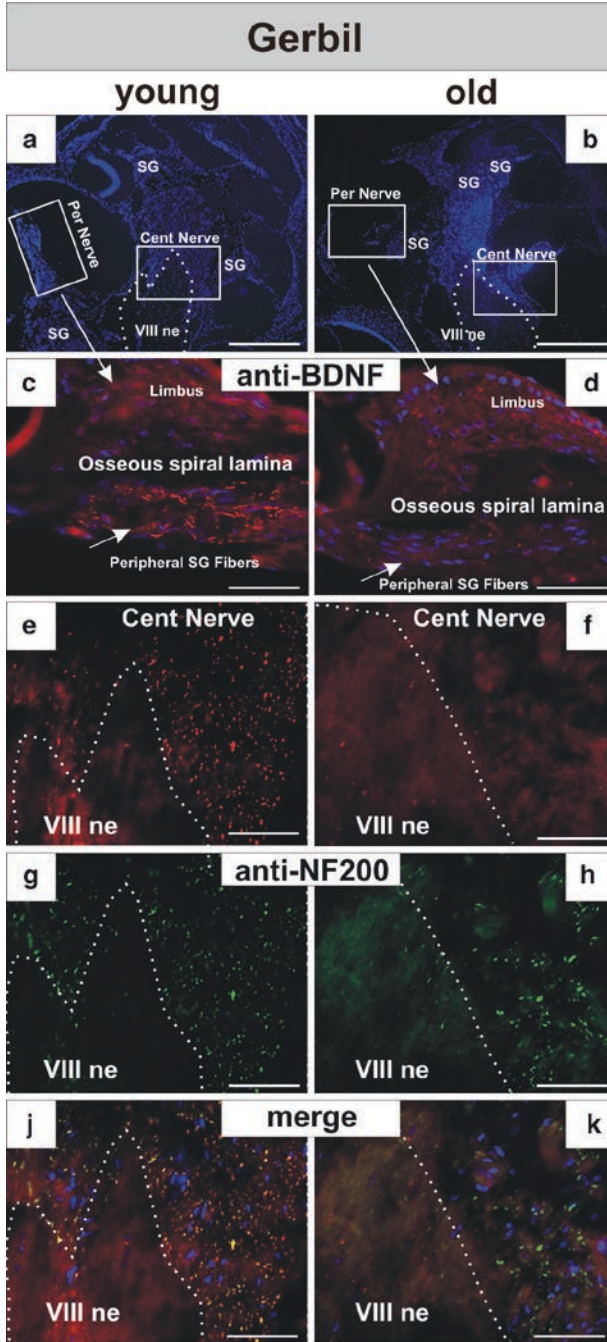 Gerbil
young old
a b
SG SG
SG
Per Nerve Per Nerve
Cent Nerve SG
SG Cent Nerve
SG VIII ne VIII ne
c anti-BDNF d
Limbus Limbus
Osseous spiral lamina Osseous spiral lamina
Peripheral SG Fibers Peripheral SG Fibers
e Cent Nerve Cent Nerve f
VIII ne VIII ne
g anti-NF200 h
VIII ne VIII ne
j merge k
VIII ne VIII ne